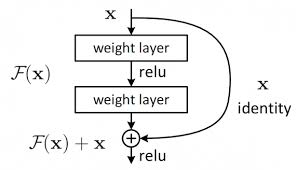 x
weight layer
F(x)
relu
x
weight layer
identity
F(x) + x
relu